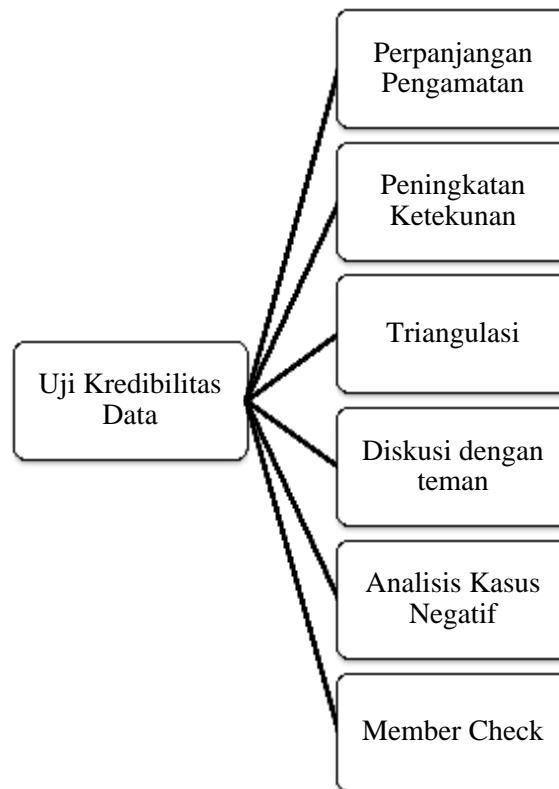 Perpanjangan
Pengamatan
Peningkatan
Ketekunan
Triangulasi
Uji Kredibilitas
Data
Diskusi dengan
teman
Analisis Kasus
Negatif
Member Check